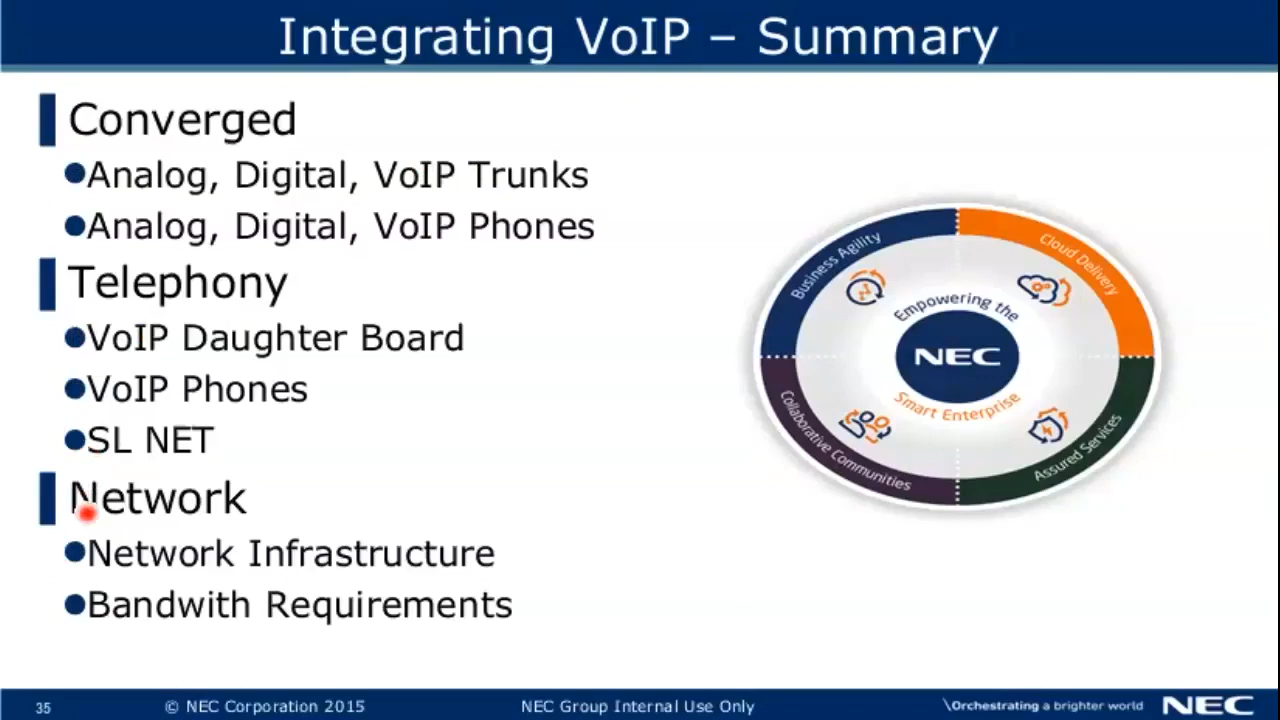 Integrating VoIP – Summary
Converged
●Analog, Digital, VoIP Trunks
●Analog, Digital, VoIP Phones
Telephony
●VoIP Daughter Board
●VoIP Phones
●SL NET
Network
●Network Infrastructure
●Bandwith Requirements
Business Agility
Cloud Delivery
Empowering the
NEC
Smart Enterprise
Collaborative Communities
Assured Services
35
© NEC Corporation 2015
NEC Group Internal Use Only
\Orchestrating a brighter world
NEC